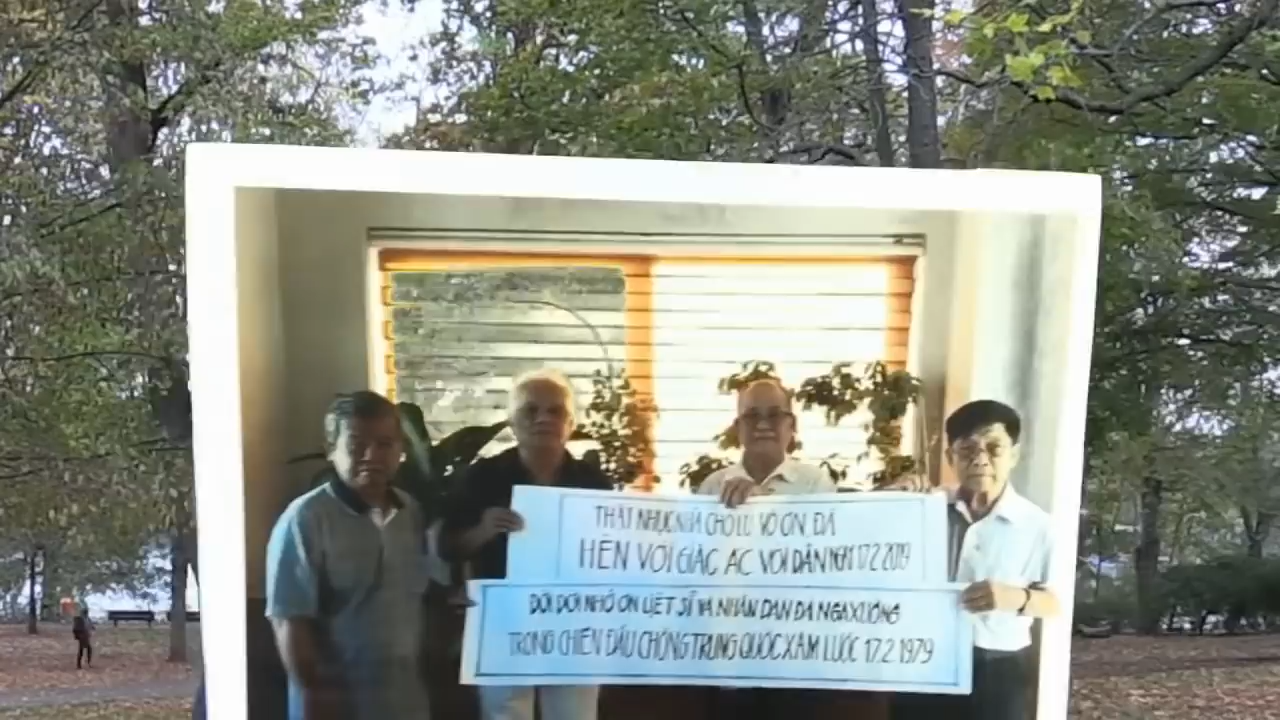 THẬT NHỤC NHÃ CHO LŨ VÔ ƠN, ĐÃ
HÈN VỚI GIẶC ÁC VỚI DÂN NGÀY 17.2.2019
ĐỜI ĐỜI NHỚ ƠN LIỆT SĨ VÀ NHÂN DÂN ĐÃ NGÃ XUỐNG
TRONG CHIẾN ĐẤU CHỐNG TRUNG QUỐC XÂM LƯỢC 17.2.1979